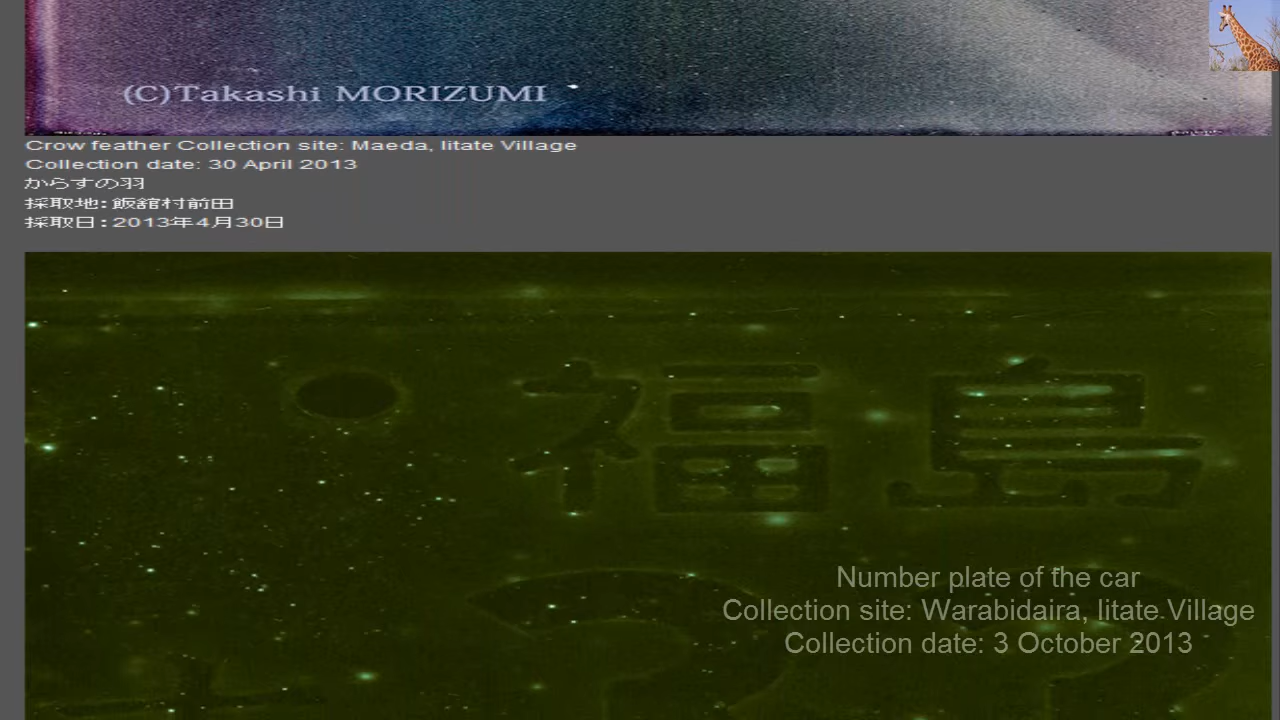 (C)Takashi MORIZUMI
Crow feather Collection site: Maeda, Iitate Village
Collection date: 30 April 2013
からすの羽
採取地:飯舘村前田
採取日:2013年4月30日
福島
Number plate of the car
Collection site: Warabidaira, Iitate Village
Collection date: 3 October 2013